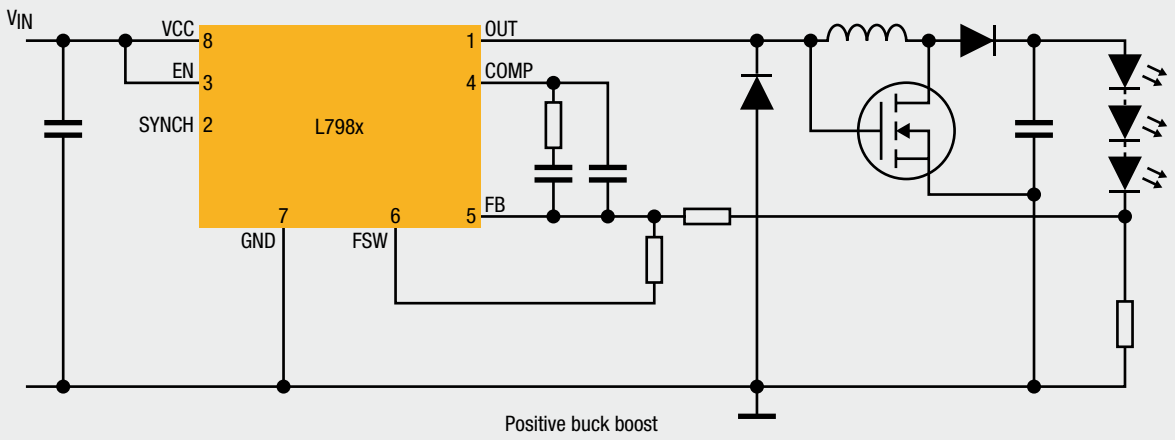 VIN
VCC 8
EN 3
SYNCH 2
L798x
1 OUT
4 COMP
5 FB
7
GND
6
FSW
Positive buck boost